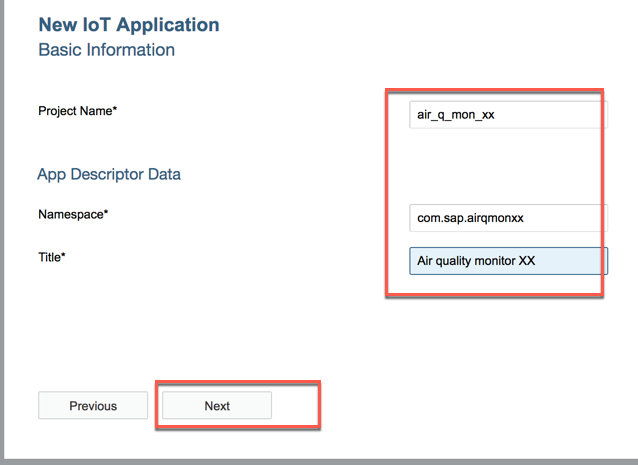 New IoT Application
Basic Information
Project Name*
air_q_mon_xx
App Descriptor Data
Namespace*
com.sap.airqmonxx
Title*
Air quality monitor XX
Previous
Next